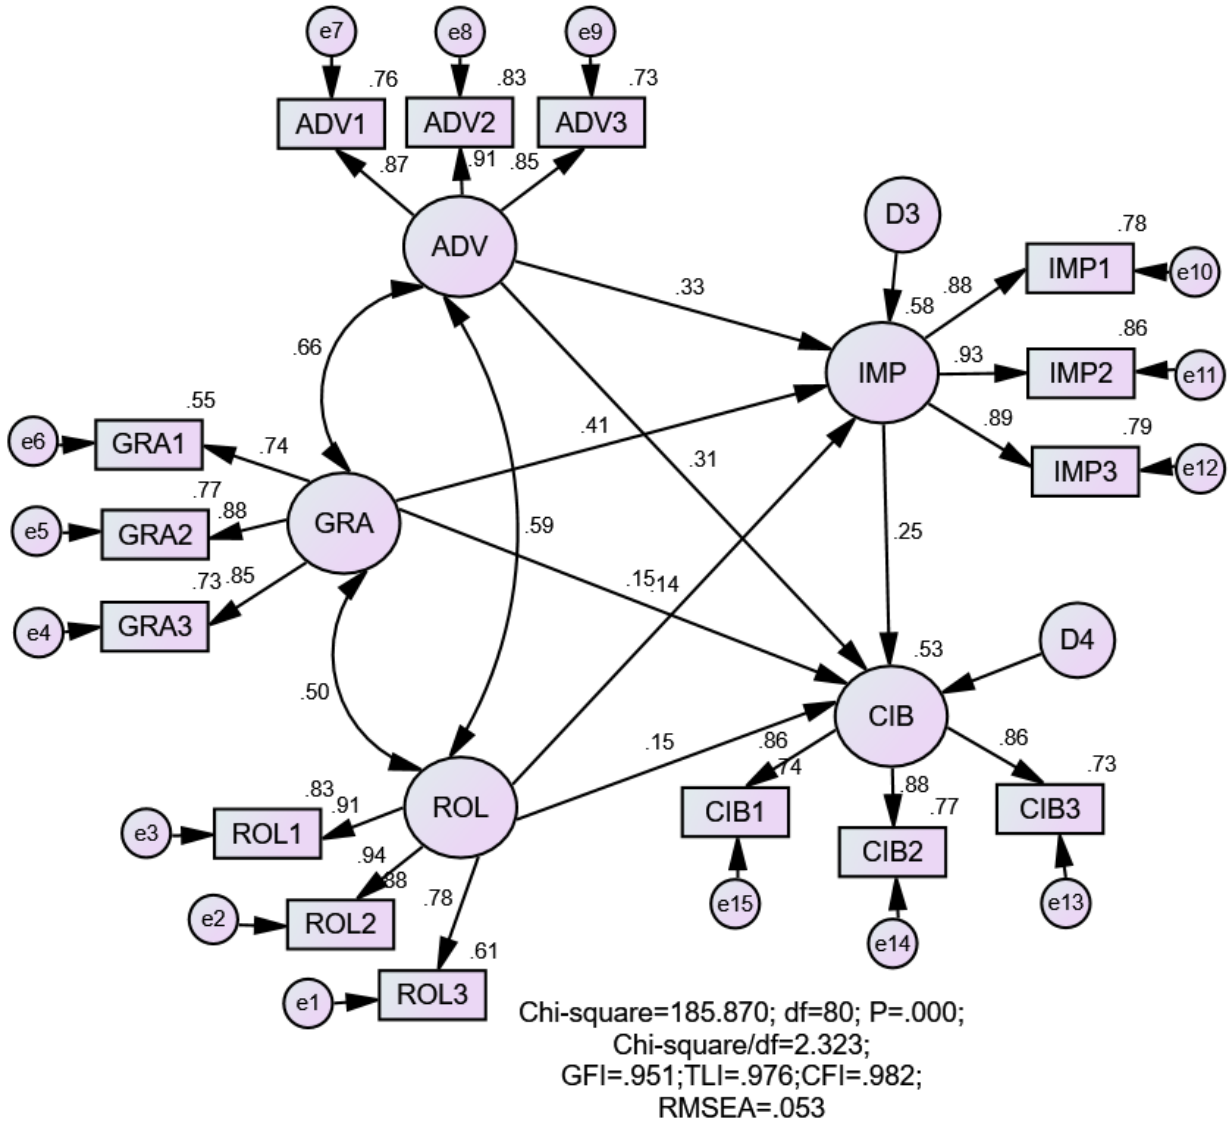 e7 e8 e9
.76 .83 .73
ADV1 ADV2 ADV3
.87 .91 .85
ADV
D3
.78
IMP1 e10
.33 .58 .88
.86
IMP .93 IMP2 e11
.66
.89 .79
IMP3 e12
.55
e6 GRA1 .74
.41
.31
.77
.88
e5 GRA2
GRA
.59
.25
.73 .85
e4 GRA3
.15 .14
.53 D4
.50
CIB
.15 .86 .86
.74 .73
.83
.91
ROL
.88
CIB1 CIB3
e3 ROL1
.77
CIB2
.94
.88
.78
e15 e13
e2 ROL2
e14
.61
e1 ROL3
Chi-square=185.870; df=80; P=.000;
Chi-square/df=2.323;
GFI=.951;TLI=.976;CFI=.982;
RMSEA=.053